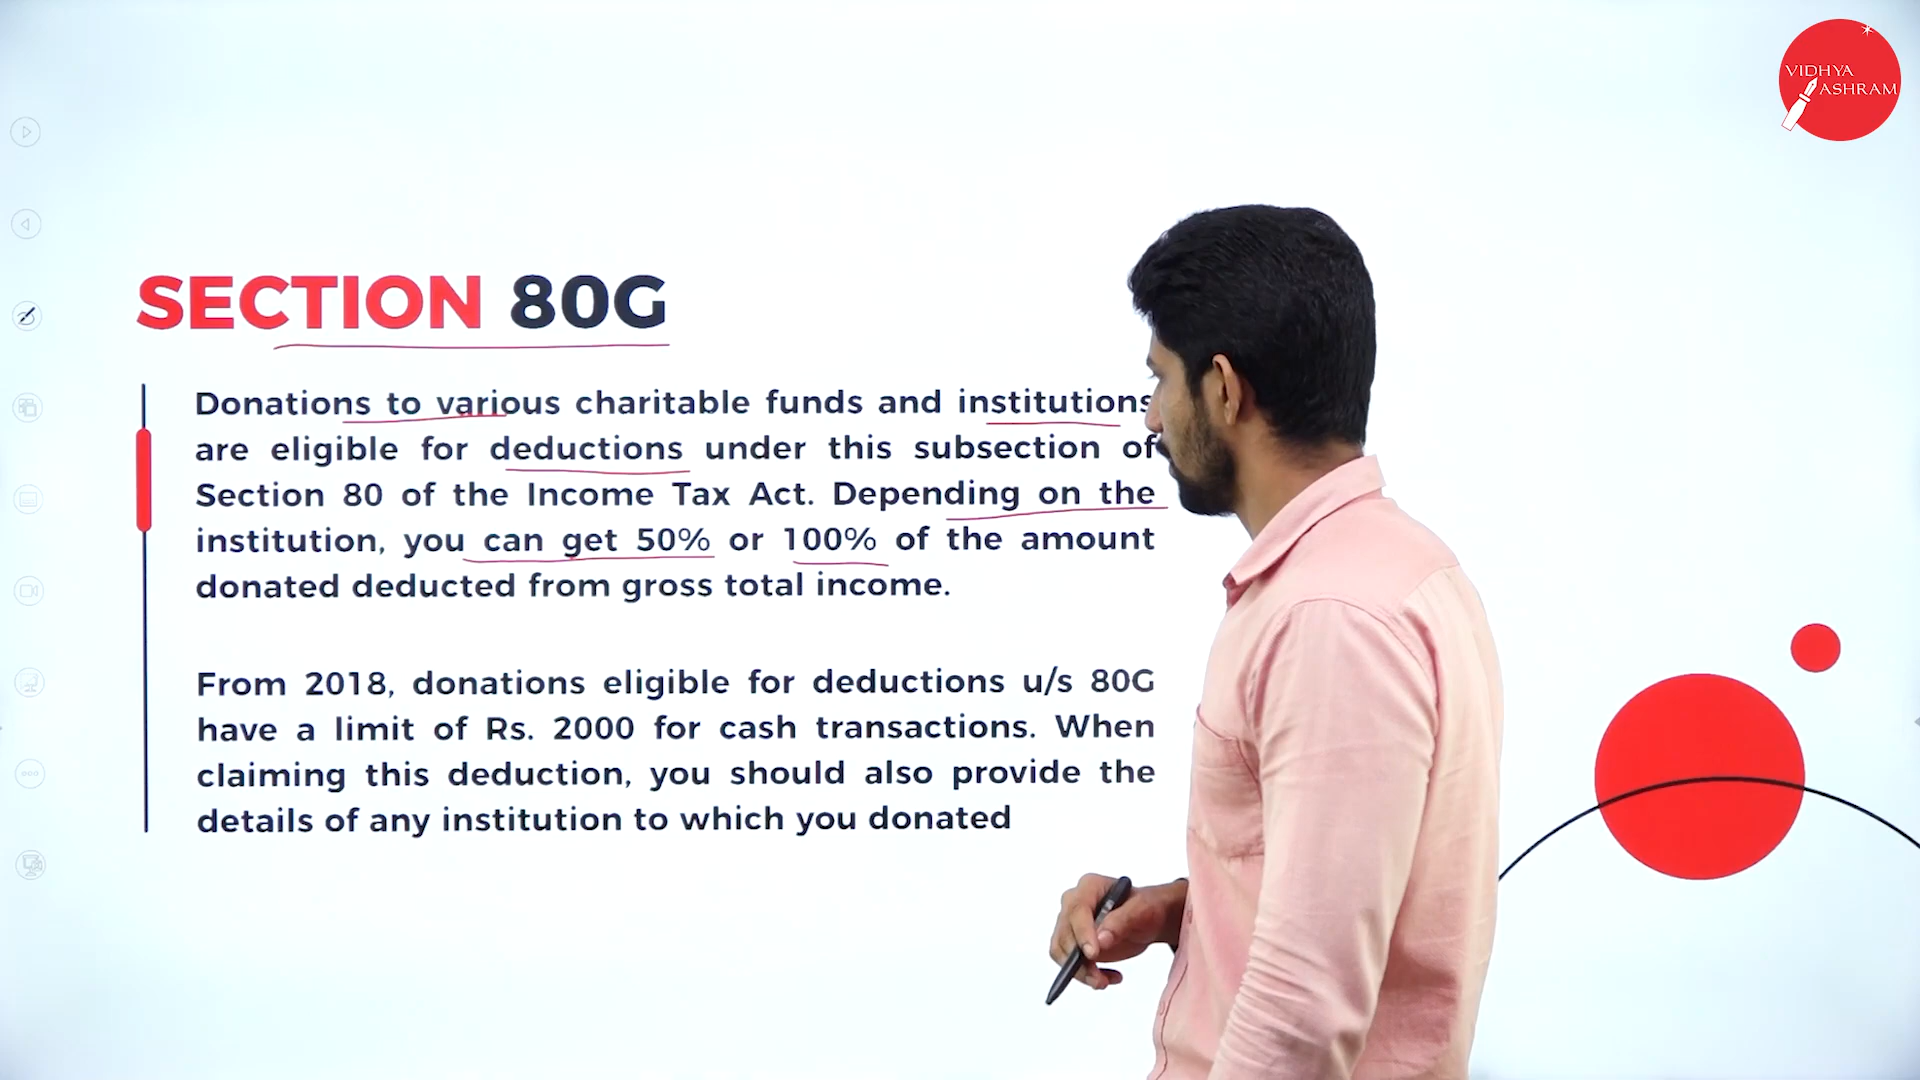 VIDHYA
ASHRAM
SECTION 80G
Donations to various charitable funds and institutions
are eligible for deductions under this subsection of
Section 80 of the Income Tax Act. Depending on the
institution, you can get 50% or 100% of the amount
donated deducted from gross total income.
From 2018, donations eligible for deductions u/s 80G
have a limit of Rs. 2000 for cash transactions. When
claiming this deduction, you should also provide the
details of any institution to which you donated